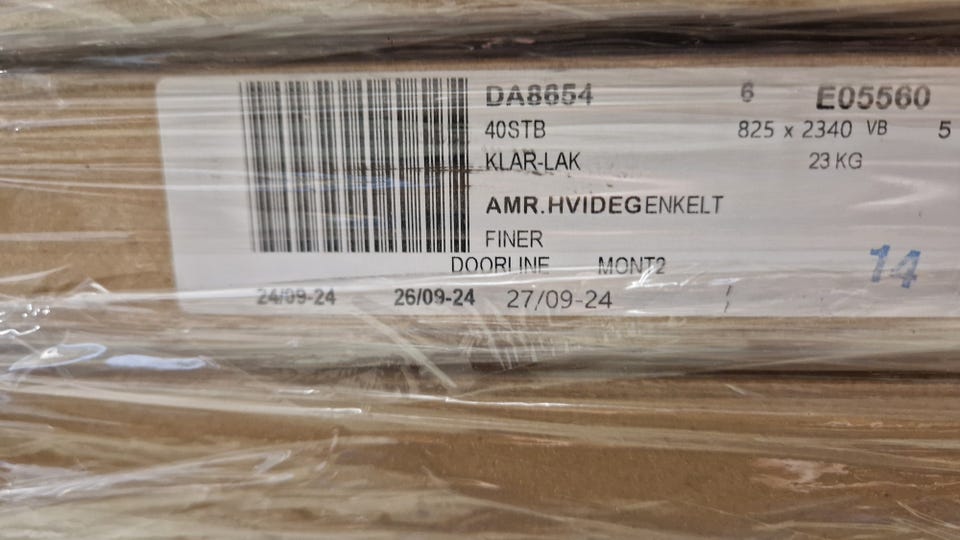 DA8654 6 E05560
40STB 825 x 2340 VB 5
KLAR-LAK 23 KG
AMR.HVIDEGENKELT
FINER
DOORLINE MONT2
14
24/09-24 26/09-24 27/09-24